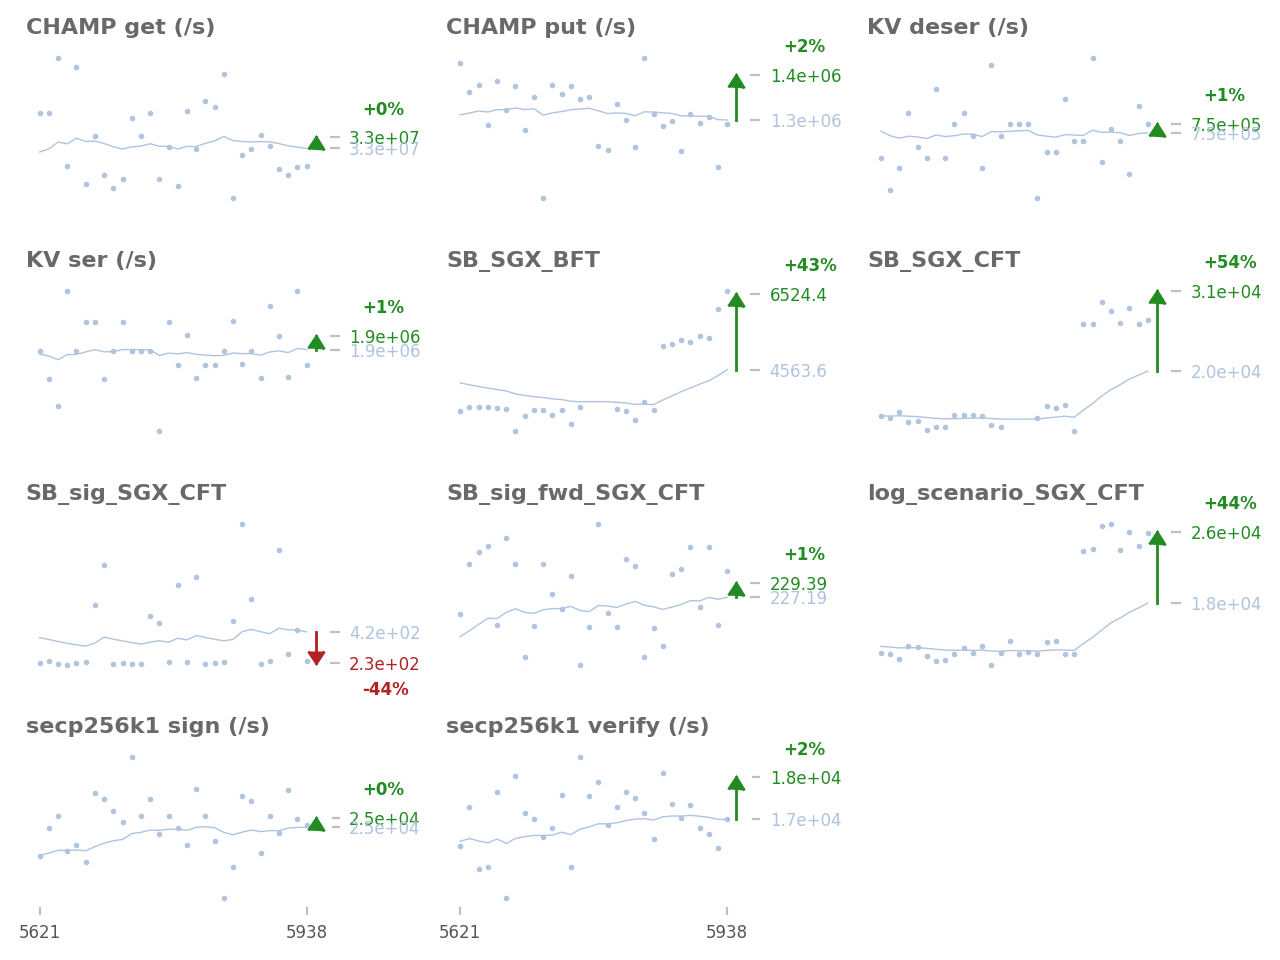 CHAMP get (/s)
+0%
3.3e+07
3.3e+07
CHAMP put (/s)
+2%
1.4e+06
1.3e+06
KV deser (/s)
+1%
7.5e+05
7.5e+05
KV ser (/s)
+1%
1.9e+06
1.9e+06
SB_SGX_BFT
+43%
6524.4
4563.6
SB_SGX_CFT
+54%
3.1e+04
2.0e+04
SB_sig_SGX_CFT
4.2e+02
2.3e+02
-44%
SB_sig_fwd_SGX_CFT
+1%
229.39
227.19
log_scenario_SGX_CFT
+44%
2.6e+04
1.8e+04
secp256k1 sign (/s)
+0%
2.5e+04
2.5e+04
5621
5938
secp256k1 verify (/s)
+2%
1.8e+04
1.7e+04
5621
5938